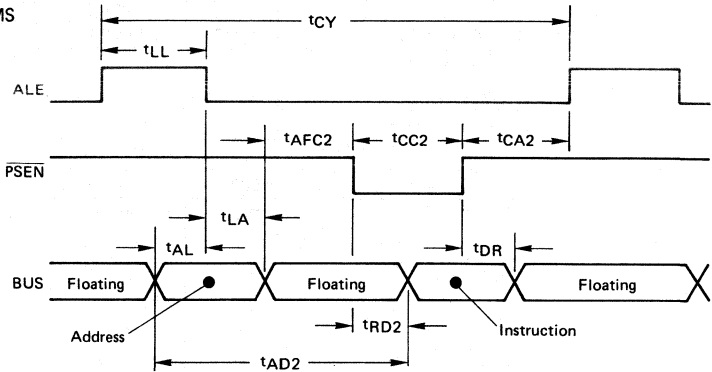 MS
tCY
tLL
ALE
tAFC2 tCC2 tCA2
PSEN
tLA
tAL tDR
BUS Floating Floating Floating
tRD2
Address Instruction
tAD2